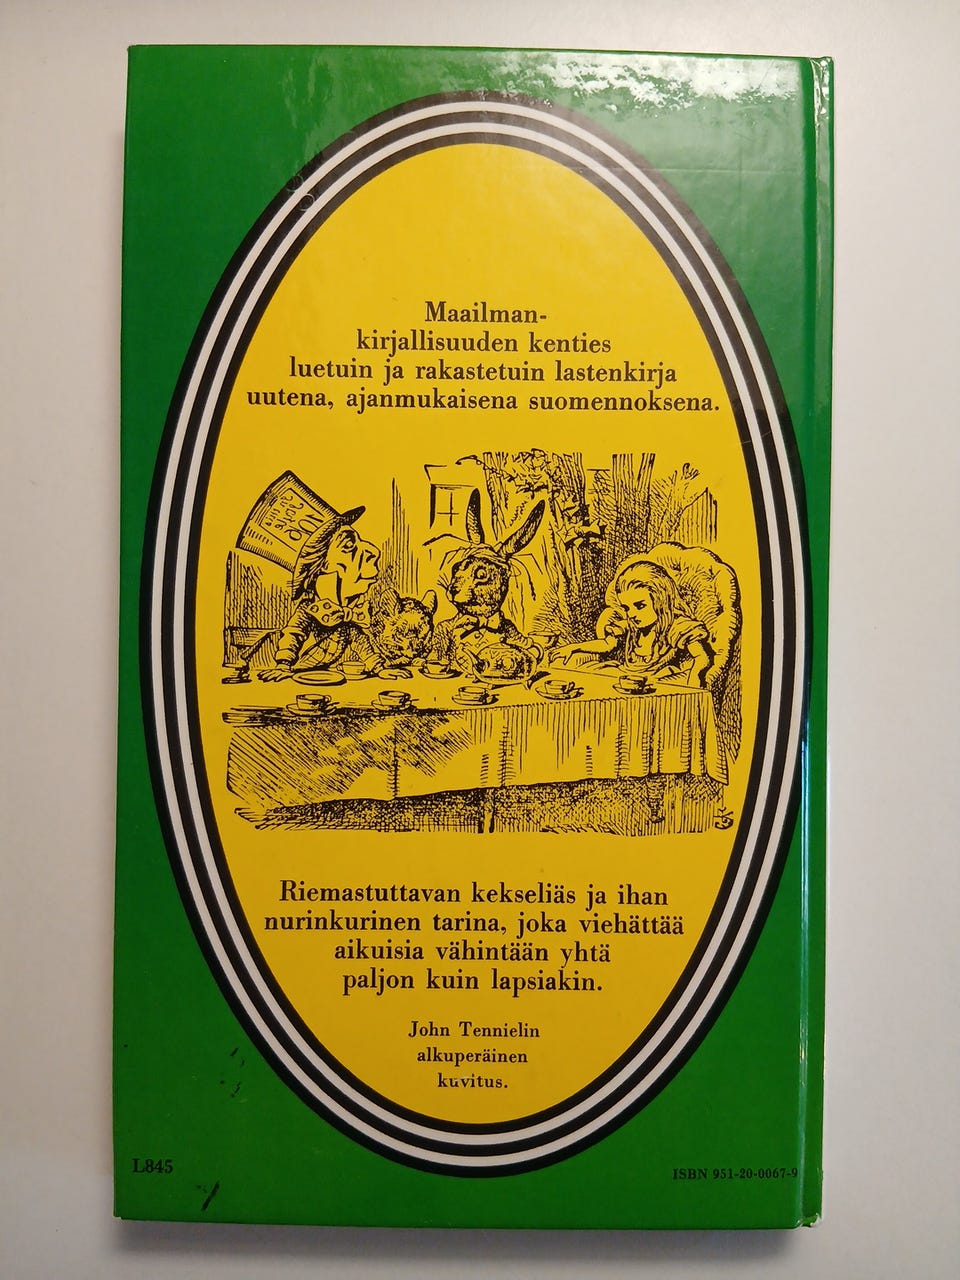 Maailman-
kirjallisuuden kenties
luetuin ja rakastetuin lastenkirja
uutena, ajanmukaisena suomennoksena.
Riemastuttavan kekseliäs ja ihan
nurinkurinen tarina, joka viehättää
aikuisia vähintään yhtä
paljon kuin lapsiakin.
John Tennielin
alkuperäinen
kuvitus.
L845
ISBN 951-20-0067-9